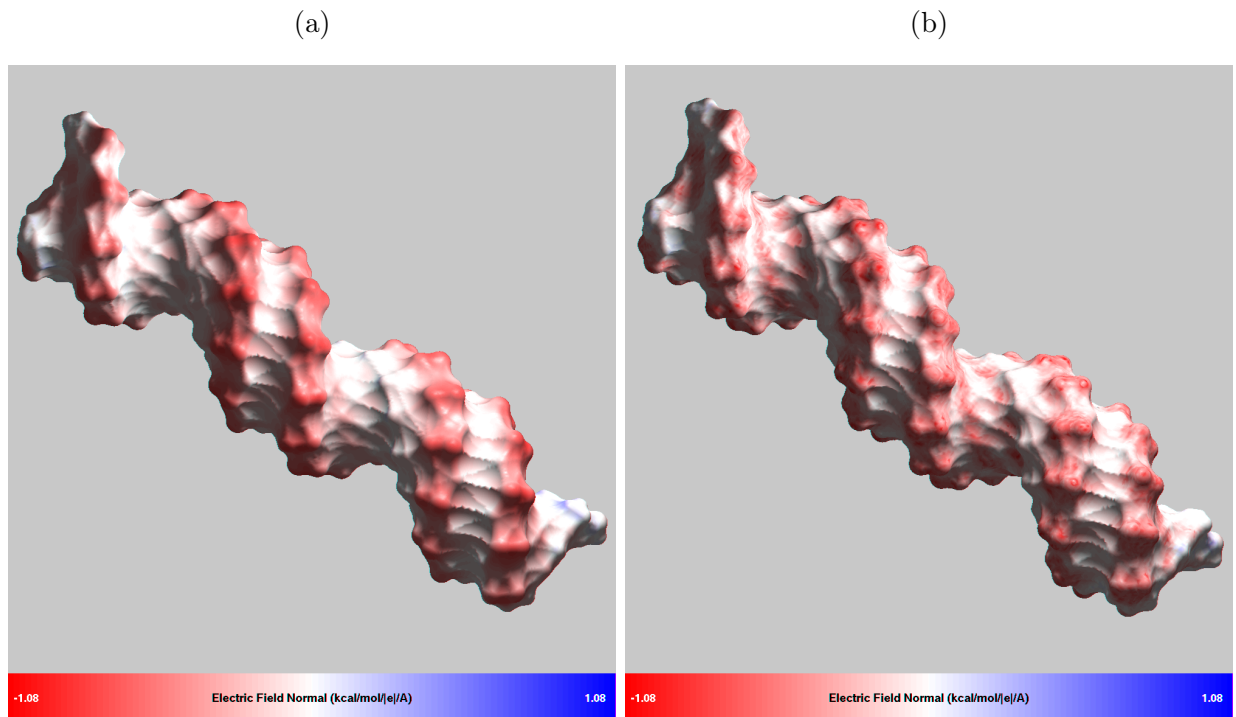 (a)
(b)
-1.08 Electric Field Normal (kcal/mol/|e|/A) 1.08
-1.08 Electric Field Normal (kcal/mol/|e|/A) 1.08